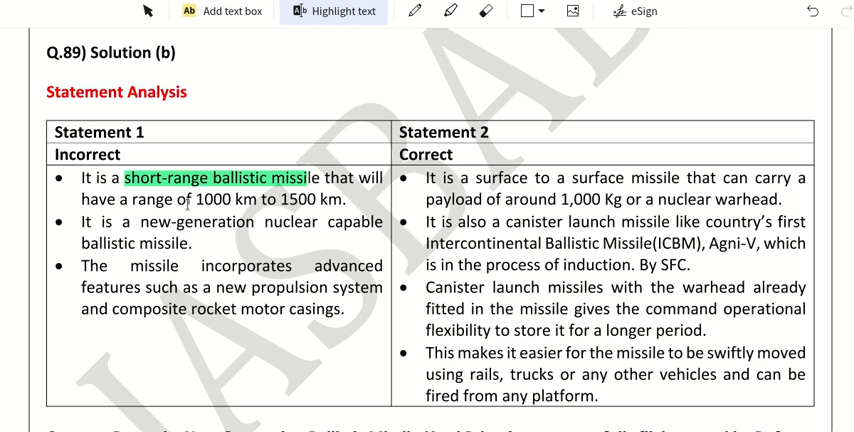 Add text box Highlight text eSign
Q.89) Solution (b)
Statement Analysis
Statement 1
Incorrect
• It is a short-range ballistic missile that will
have a range of 1000 km to 1500 km.
• It is a new-generation nuclear capable
ballistic missile.
• The missile incorporates advanced
features such as a new propulsion system
and composite rocket motor casings.
Statement 2
Correct
• It is a surface to a surface missile that can carry a
payload of around 1,000 Kg or a nuclear warhead.
• It is also a canister launch missile like country’s first
Intercontinental Ballistic Missile(ICBM), Agni-V, which
is in the process of induction. By SFC.
• Canister launch missiles with the warhead already
fitted in the missile gives the command operational
flexibility to store it for a longer period.
• This makes it easier for the missile to be swiftly moved
using rails, trucks or any other vehicles and can be
fired from any platform.
IASBABA